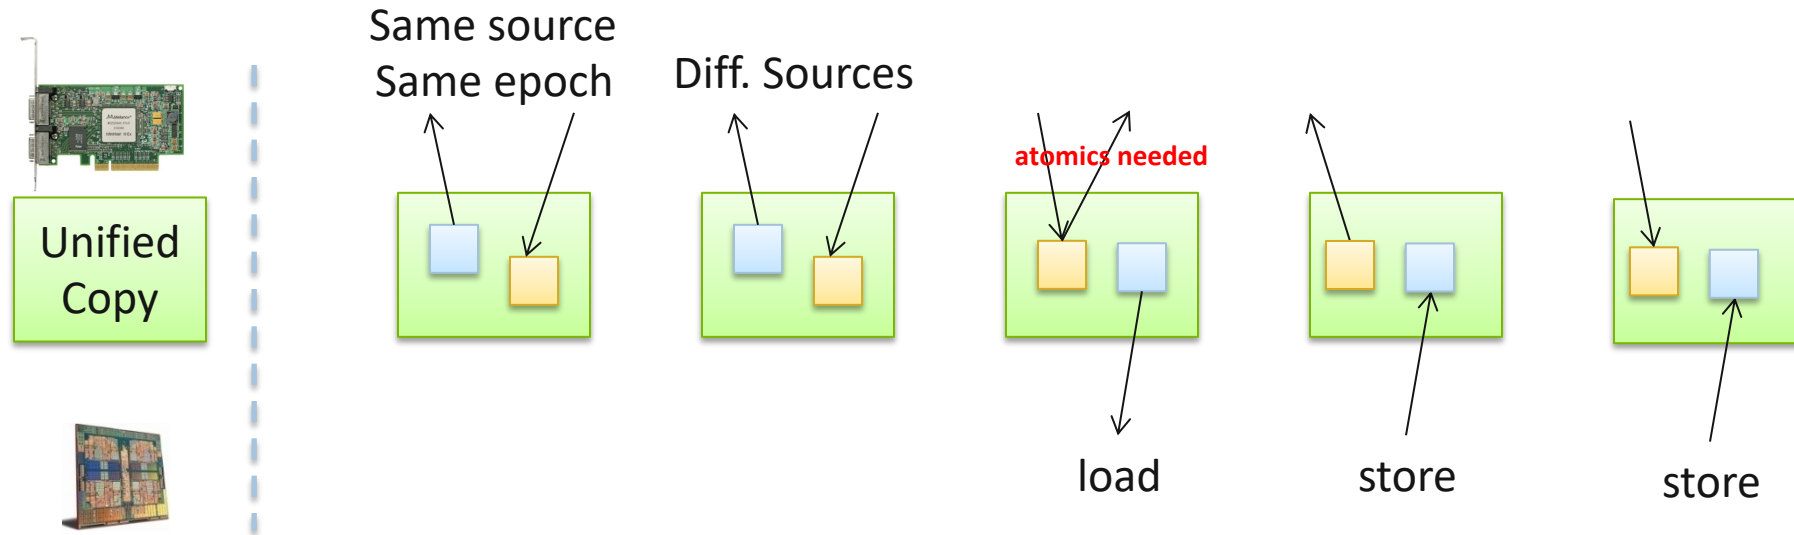 Same source
Same epoch
Diff. Sources
atomics needed
Unified
Copy
load
store
store